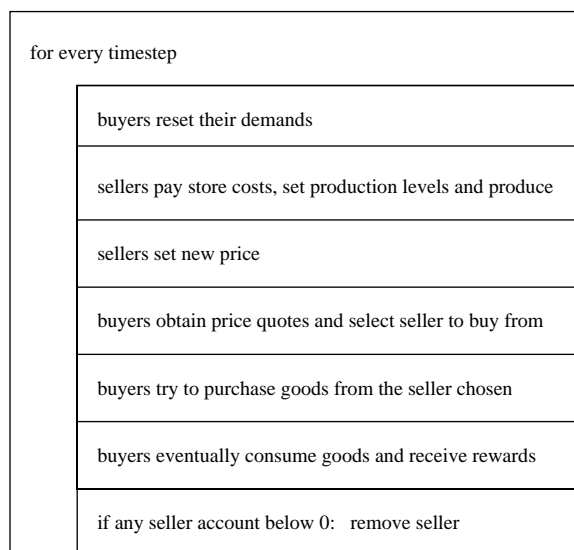 for every timestep
buyers reset their demands
sellers pay store costs, set production levels and produce
sellers set new price
buyers obtain price quotes and select seller to buy from
buyers try to purchase goods from the seller chosen
buyers eventually consume goods and receive rewards
if any seller account below 0: remove seller